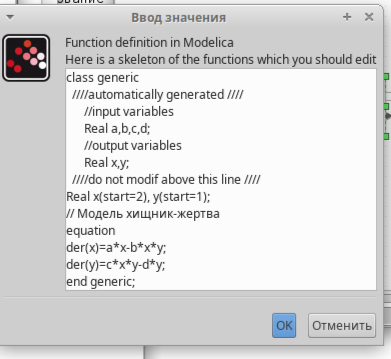 звание
Ввод значения
Function definition in Modelica
Here is a skeleton of the functions which you should edit
class generic
////automatically generated ////
//input variables
Real a,b,c,d;
//output variables
Real x,y;
////do not modif above this line ////
Real x(start=2), y(start=1);
// Модель хищник-жертва
equation
der(x)=a*x-b*x*y;
der(y)=c*x*y-d*y;
end generic;
OK
Отменить